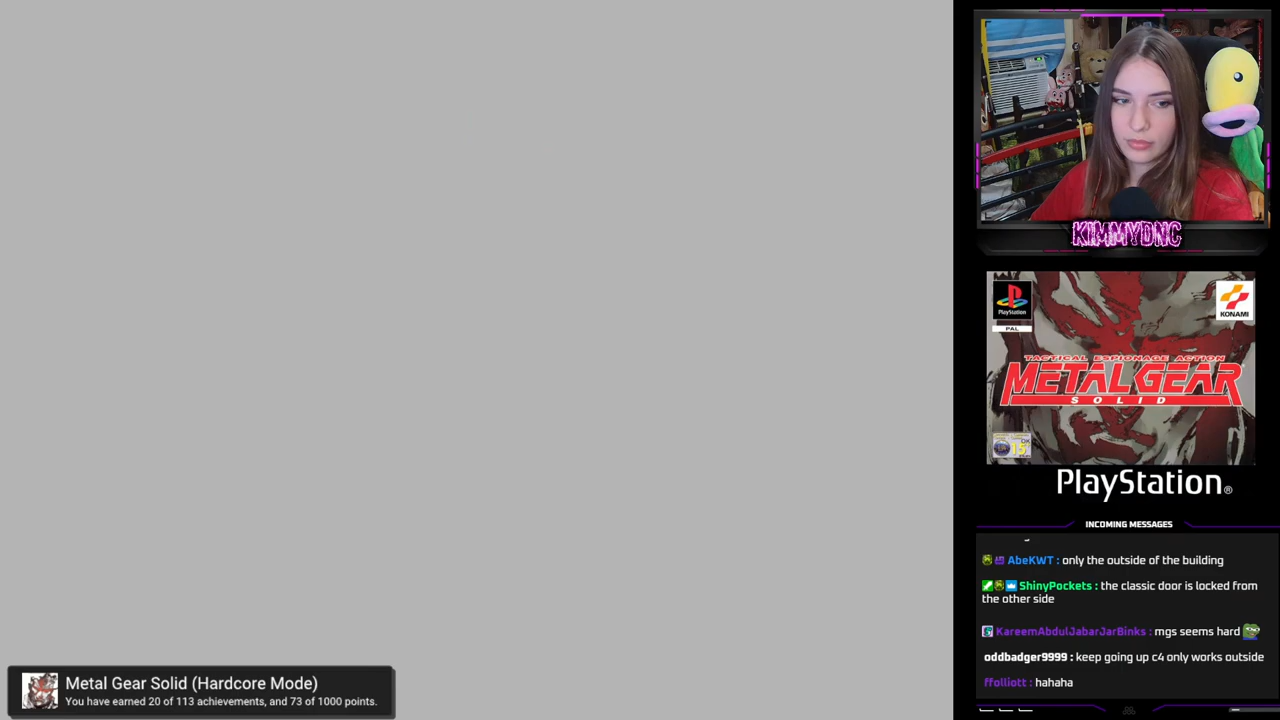 KIMMYDNC
PlayStation
PAL
KONAMI
TACTICAL ESPIONAGE ACTION
METAL GEAR
SOLID
15
PlayStation®
INCOMING MESSAGES
AbeKWT : only the outside of the building
ShinyPockets : the classic door is locked from
the other side
KareemAbdulJabarJarBinks : mgs seems hard
oddbadger9999 : keep going up c4 only works outside
ffolliott : hahaha
Metal Gear Solid (Hardcore Mode)
You have earned 20 of 113 achievements, and 73 of 1000 points.